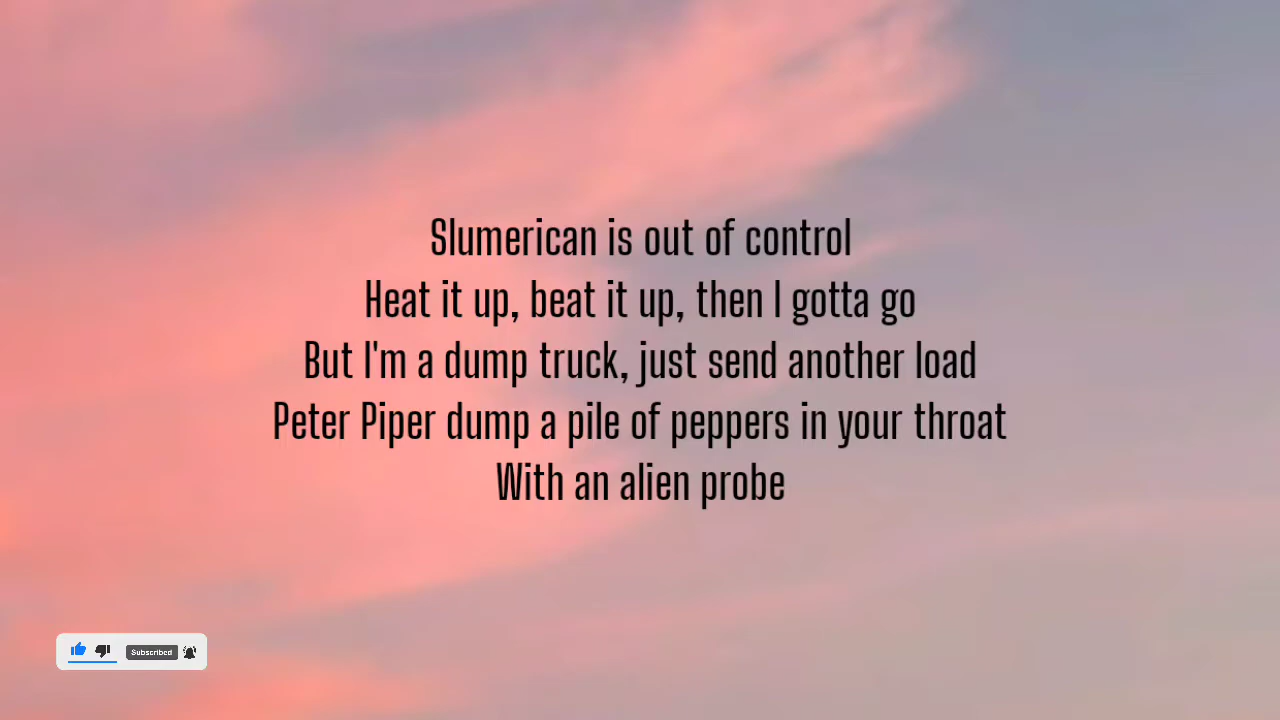 Slumerican is out of control
Heat it up, beat it up, then I gotta go
But I'm a dump truck, just send another load
Peter Piper dump a pile of peppers in your throat
With an alien probe
Subscribed